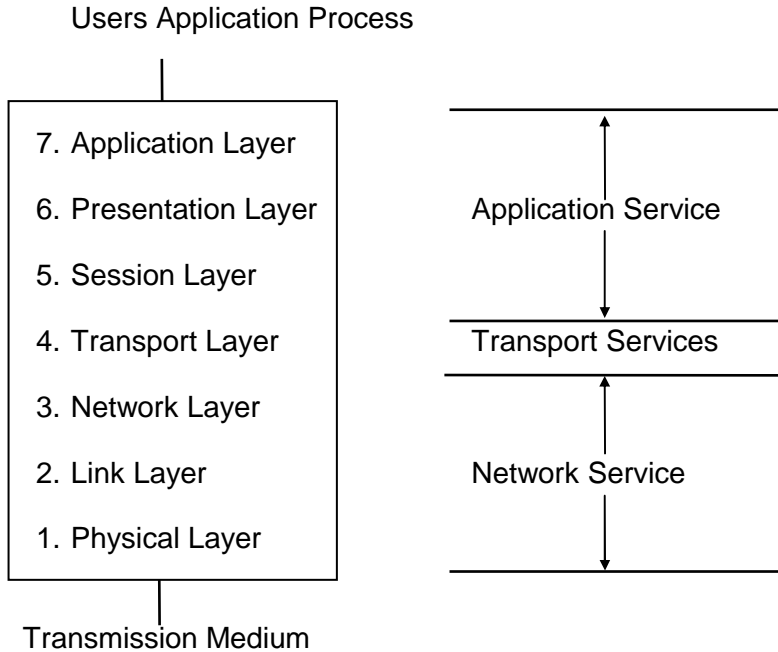 Users Application Process
7. Application Layer
6. Presentation Layer
Application Service
5. Session Layer
4. Transport Layer
Transport Services
3. Network Layer
2. Link Layer
Network Service
1. Physical Layer
Transmission Medium